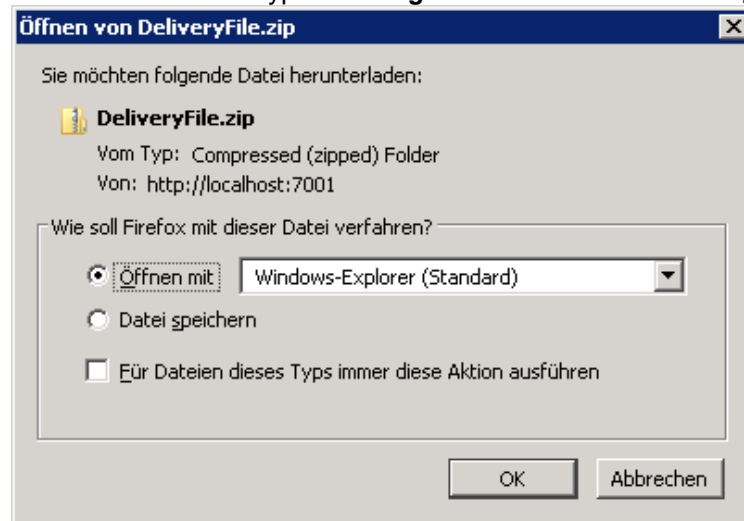 Öffnen von DeliveryFile.zip
Sie möchten folgende Datei herunterladen:
DeliveryFile.zip
Vom Typ: Compressed (zipped) Folder
Von: http://localhost:7001
Wie soll Firefox mit dieser Datei verfahren?
Öffnen mit Windows-Explorer (Standard)
Datei speichern
Für Dateien dieses Typs immer diese Aktion ausführen
OK Abbrechen